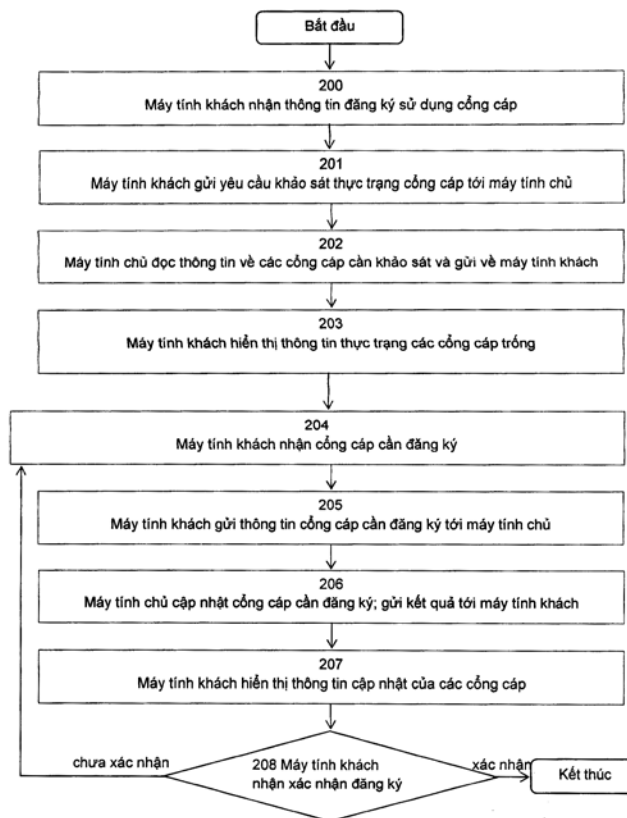 Bắt đầu
200
Máy tính khách nhận thông tin đăng ký sử dụng cổng cáp
201
Máy tính khách gửi yêu cầu khảo sát thực trạng cổng cáp tới máy tính chủ
202
Máy tính chủ đọc thông tin về các cổng cáp cần khảo sát và gửi về máy tính khách
203
Máy tính khách hiển thị thông tin thực trạng các cổng cáp trống
204
Máy tính khách nhận cổng cáp cần đăng ký
205
Máy tính khách gửi thông tin cổng cáp cần đăng ký tới máy tính chủ
206
Máy tính chủ cập nhật cổng cáp cần đăng ký; gửi kết quả tới máy tính khách
207
Máy tính khách hiển thị thông tin cập nhật của các cổng cáp
chưa xác nhận
208 Máy tính khách
nhận xác nhận đăng ký
xác nhận
Kết thúc